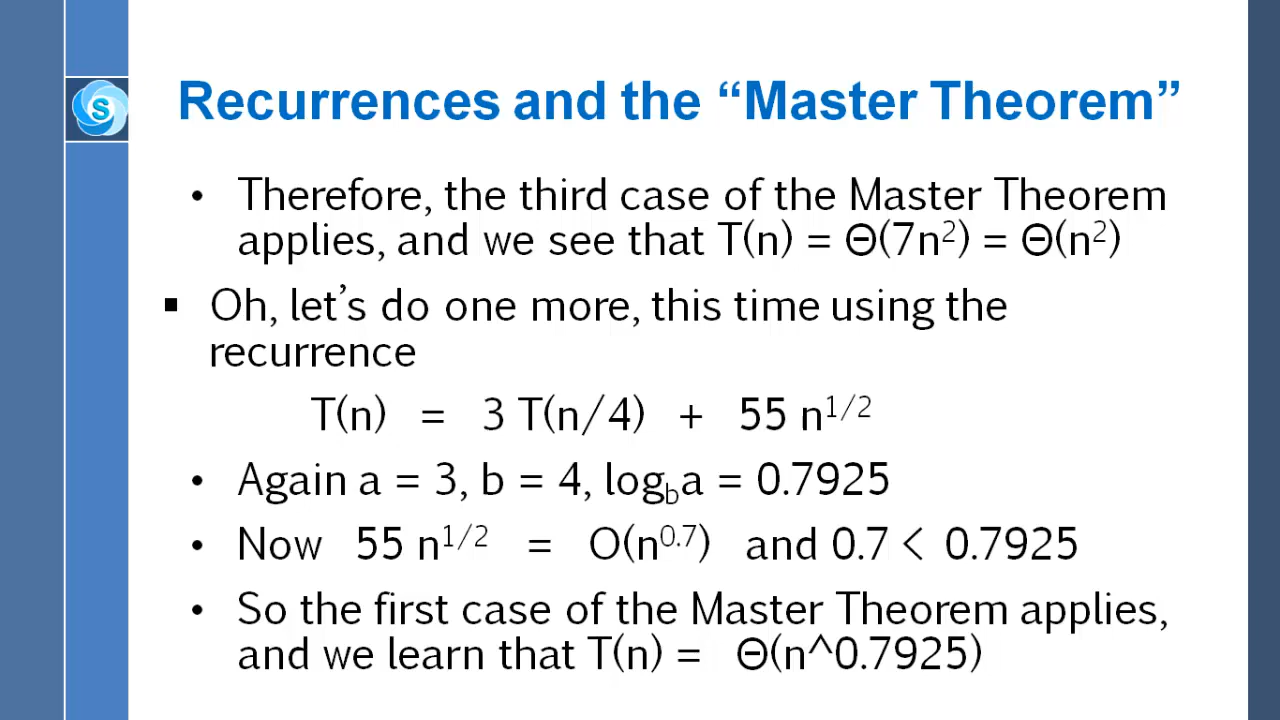 S
Recurrences and the “Master Theorem”
• Therefore, the third case of the Master Theorem
applies, and we see that T(n) = Θ(7n²) = Θ(n²)
▪ Oh, let’s do one more, this time using the
recurrence
T(n) = 3 T(n/4) + 55 n^1/2
• Again a = 3, b = 4, log_b a = 0.7925
• Now 55 n^1/2 = O(n^0.7) and 0.7 < 0.7925
• So the first case of the Master Theorem applies,
and we learn that T(n) = Θ(n^0.7925)